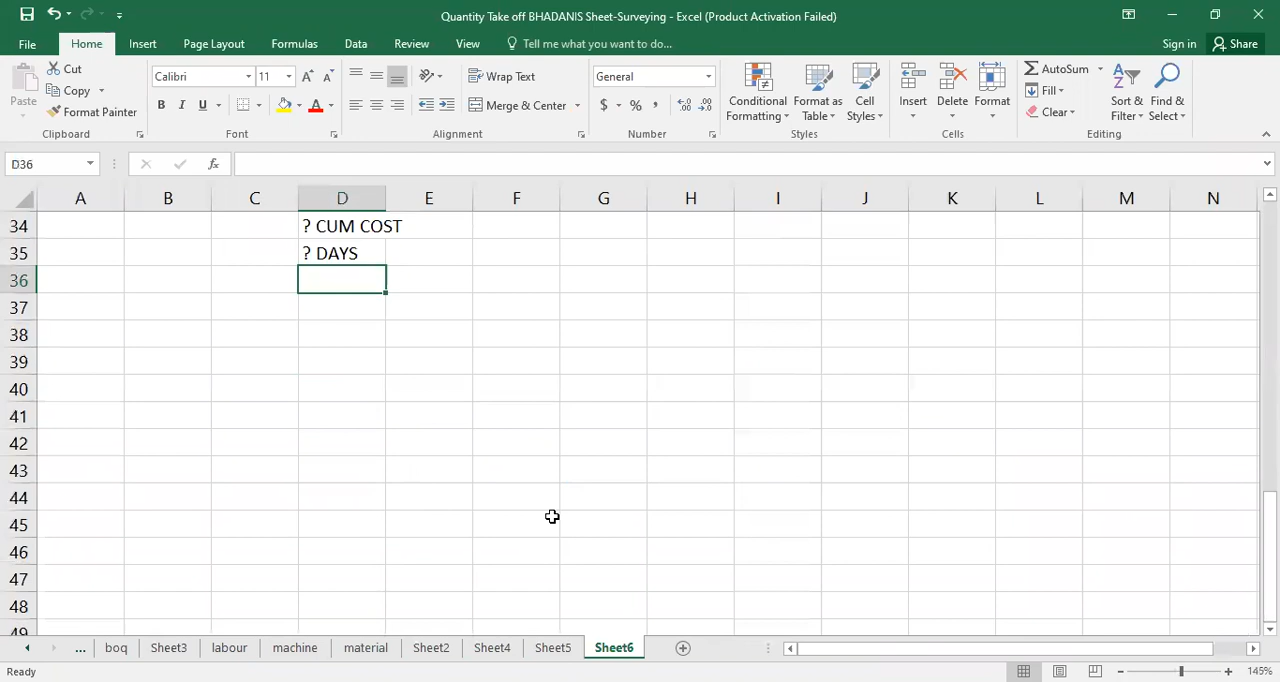 Quantity Take off BHADANIS Sheet-Surveying - Excel (Product Activation Failed)
File Home Insert Page Layout Formulas Data Review View Tell me what you want to do... Sign in Share
Paste Cut Copy Format Painter
Calibri 11
B I U A
Wrap Text
Merge & Center
General
$ % ,
Conditional Formatting Format as Table Cell Styles
Insert Delete Format
AutoSum Fill Clear
Sort & Filter Find & Select
Clipboard Font Alignment Number Styles Cells Editing
D36 fx
A B C D E F G H I J K L M N
34 ? CUM COST
35 ? DAYS
36
37
38
39
40
41
42
43
44
45
46
47
48
49
... boq Sheet3 labour machine material Sheet2 Sheet4 Sheet5 Sheet6
Ready 145%